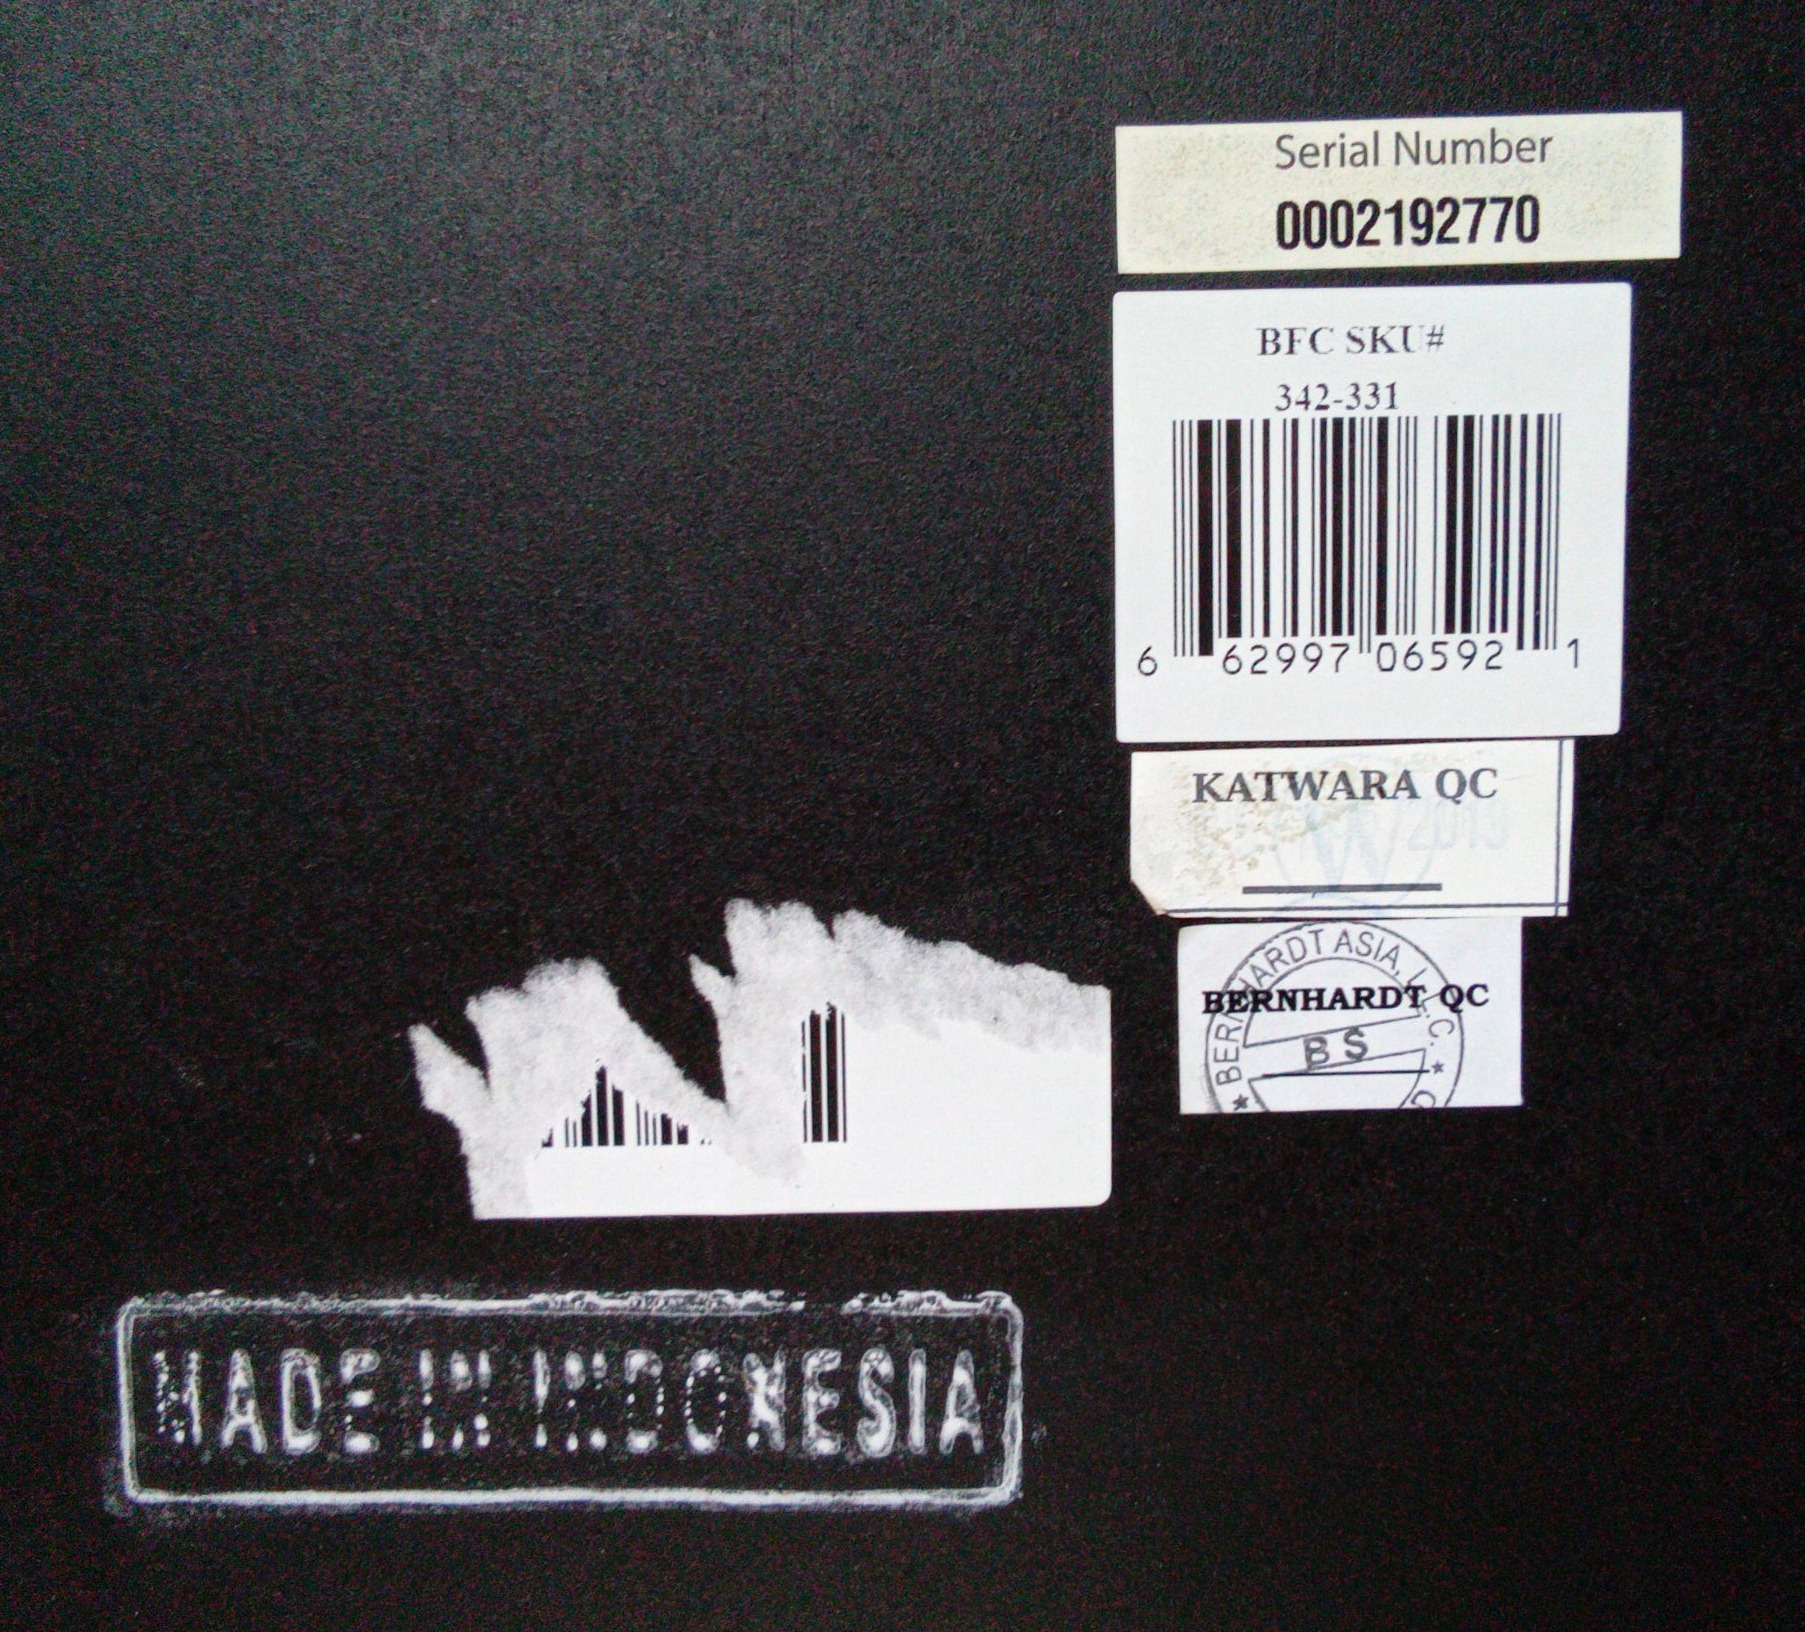 Serial Number
0002192770
BFC SKU#
342-331
6 62997 06592 1
KATWARA QC
/2013
BERNHARDT ASIA, L.L.C.
BERNHARDT QC
BS
MADE IN INDONESIA